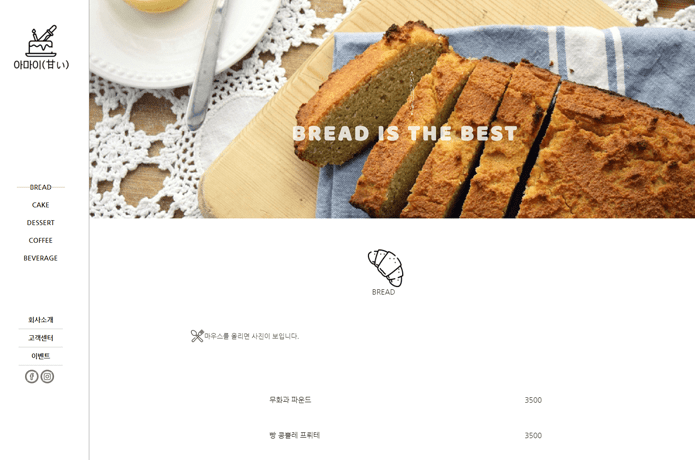 아마이(甘い)
BREAD
CAKE
DESSERT
COFFEE
BEVERAGE
회사소개
고객센터
이벤트
BREAD IS THE BEST
BREAD
마우스를 올리면 사진이 보입니다.
무화과 파운드 3500
빵 콩플레 프뤼테 3500